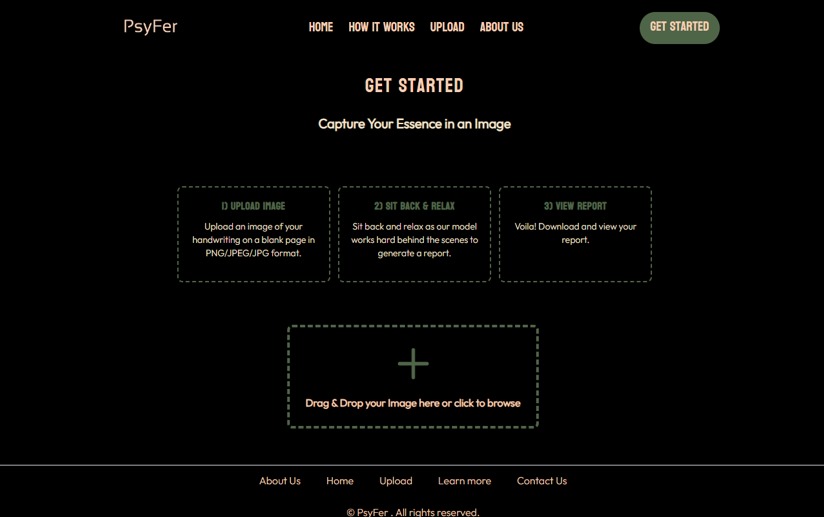 PsyFer
HOME HOW IT WORKS UPLOAD ABOUT US
GET STARTED
GET STARTED
Capture Your Essence in an Image
1) UPLOAD IMAGE
Upload an image of your
handwriting on a blank page in
PNG/JPEG/JPG format.
2) SIT BACK & RELAX
Sit back and relax as our model
works hard behind the scenes to
generate a report.
3) VIEW REPORT
Voila! Download and view your
report.
Drag & Drop your Image here or click to browse
About Us Home Upload Learn more Contact Us
© PsyFer . All rights reserved.